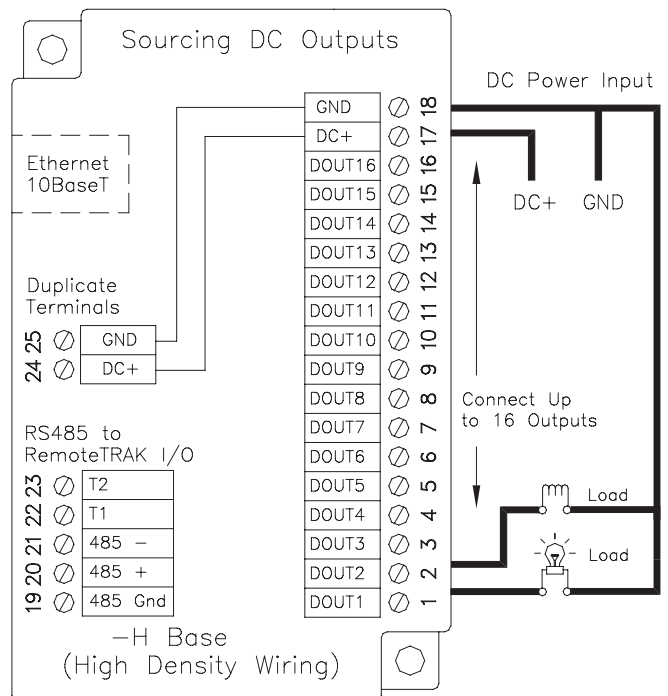 Sourcing DC Outputs
DC Power Input
GND 18
DC+ 17
DOUT16 16
DOUT15 15
DOUT14 14
DOUT13 13
DOUT12 12
DOUT11 11
DOUT10 10
DOUT9 9
DOUT8 8
DOUT7 7
DOUT6 6
DOUT5 5
DOUT4 4
DOUT3 3
DOUT2 2
DOUT1 1
Ethernet
10BaseT
DC+ GND
Duplicate
Terminals
25 GND
24 DC+
Connect Up
to 16 Outputs
RS485 to
RemoteTRAK I/O
23 T2
22 T1
21 485 -
20 485 +
19 485 Gnd
Load
Load
-H Base
(High Density Wiring)